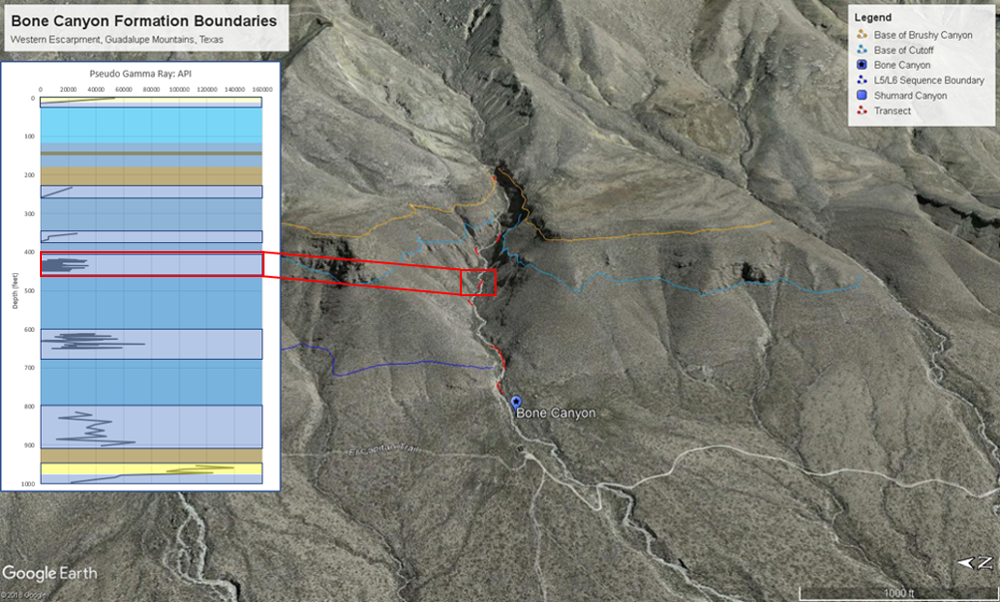 Bone Canyon Formation Boundaries
Western Escarpment, Guadalupe Mountains, Texas
Legend
Base of Brushy Canyon
Base of Cutoff
Bone Canyon
L5/L6 Sequence Boundary
Shumard Canyon
Transect
Pseudo Gamma Ray: API
0 20000 40000 60000 80000 100000 120000 140000 160000
0
100
200
300
400
500
600
700
800
900
1000
Depth (feet)
Bone Canyon
El Capitan Trail
Google Earth
© 2018 Google
N
1000 ft